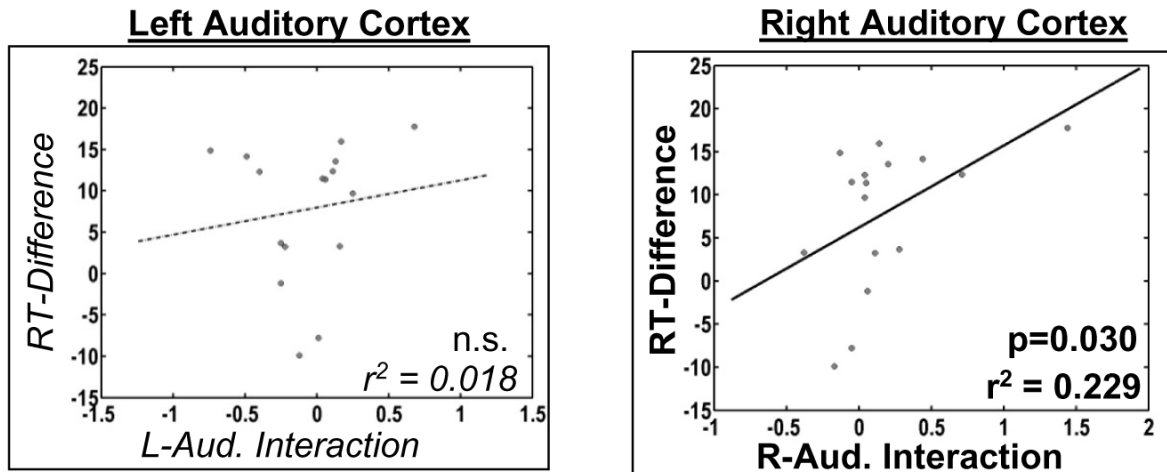 Left Auditory Cortex
25
20
15
10
5
0
-5
-10
-15
-1.5 -1 -0.5 0 0.5 1 1.5
RT-Difference
L-Aud. Interaction
n.s.
r² = 0.018
Right Auditory Cortex
25
20
15
10
5
0
-5
-10
-15
-1 -0.5 0 0.5 1 1.5 2
RT-Difference
R-Aud. Interaction
p=0.030
r² = 0.229